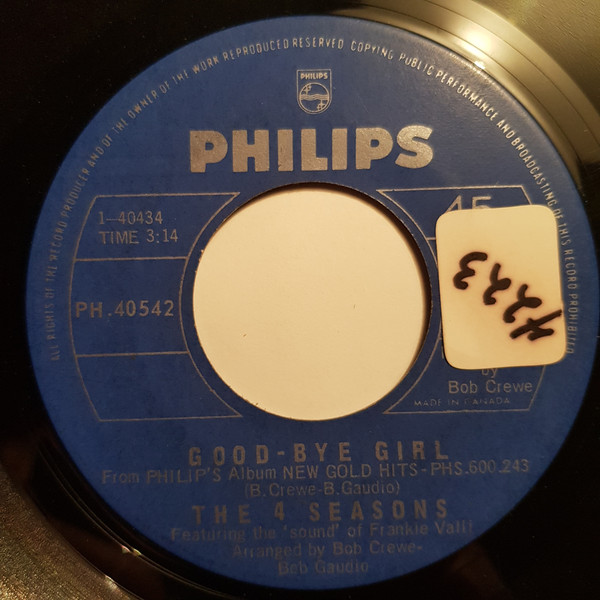 ALL RIGHTS OF THE RECORD PRODUCER AND OF THE OWNER OF THE WORK REPRODUCED RESERVED. COPYING PUBLIC PERFORMANCE AND BROADCASTING OF THIS RECORD PROHIBITED
PHILIPS
PHILIPS
1-40434
TIME 3:14
45
4223
PH.40542
by
Bob Crewe
MADE IN CANADA
GOOD-BYE GIRL
From PHILIP'S Album NEW GOLD HITS-PHS.600.243
(B.Crewe-B.Gaudio)
THE 4 SEASONS
Featuring the 'sound' of Frankie Valli
Arranged by Bob Crewe-
Bob Gaudio